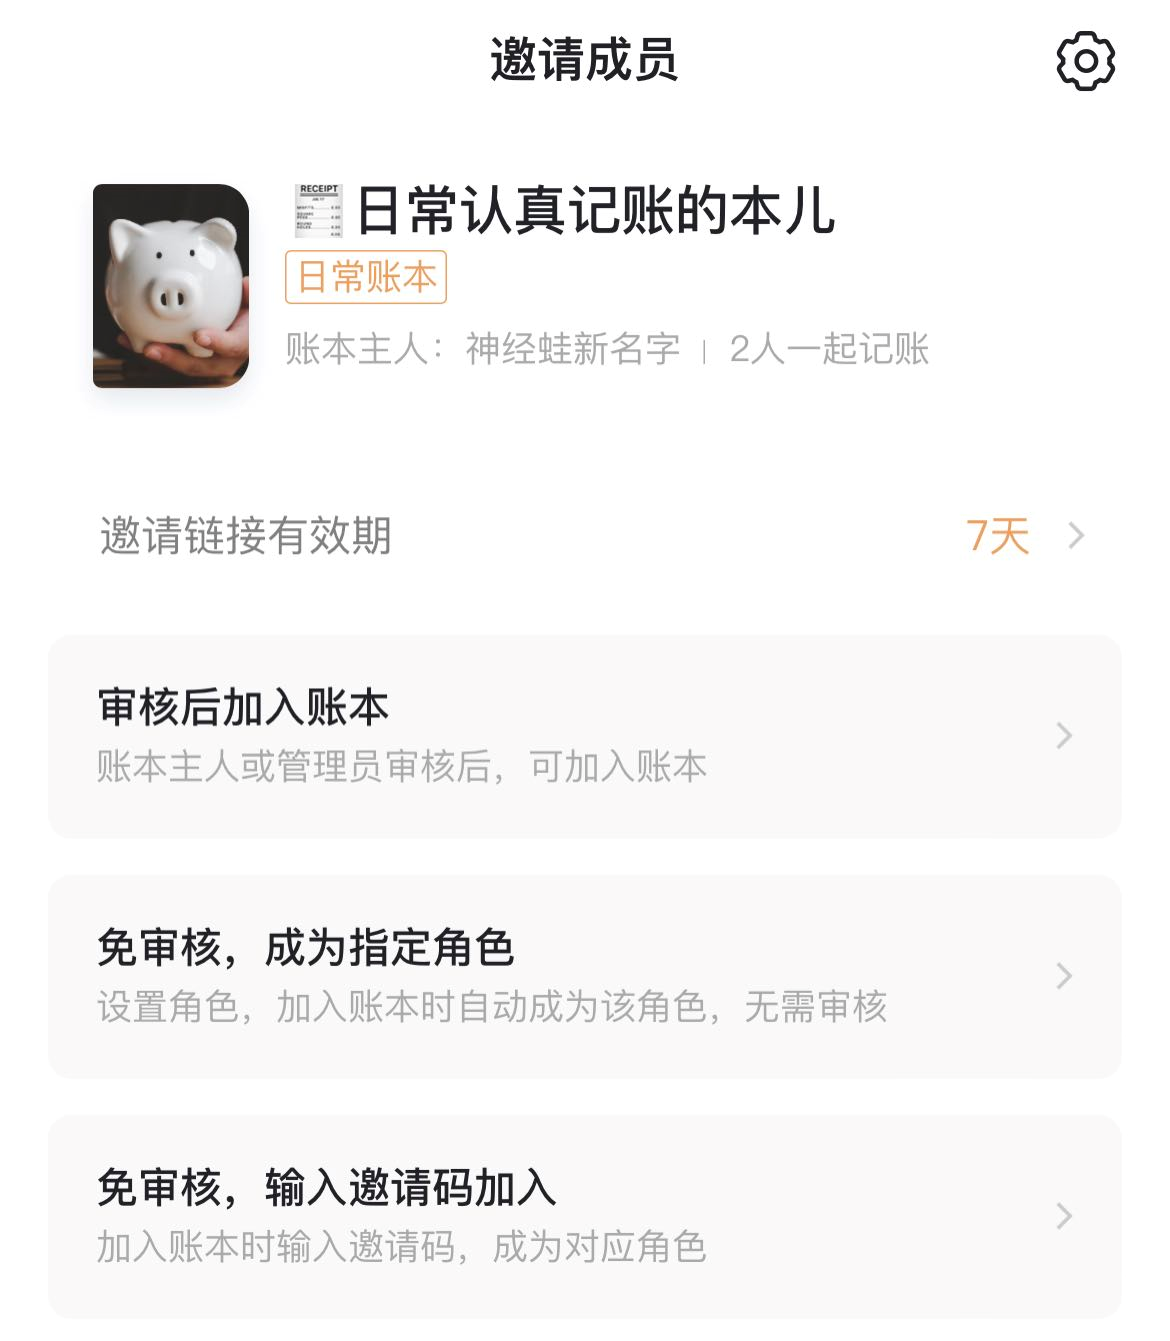 邀请成员
RECEIPT
日常认真记账的本儿
日常账本
账本主人：神经蛙新名字 | 2人一起记账
邀请链接有效期 7天
审核后加入账本
账本主人或管理员审核后，可加入账本
免审核，成为指定角色
设置角色，加入账本时自动成为该角色，无需审核
免审核，输入邀请码加入
加入账本时输入邀请码，成为对应角色